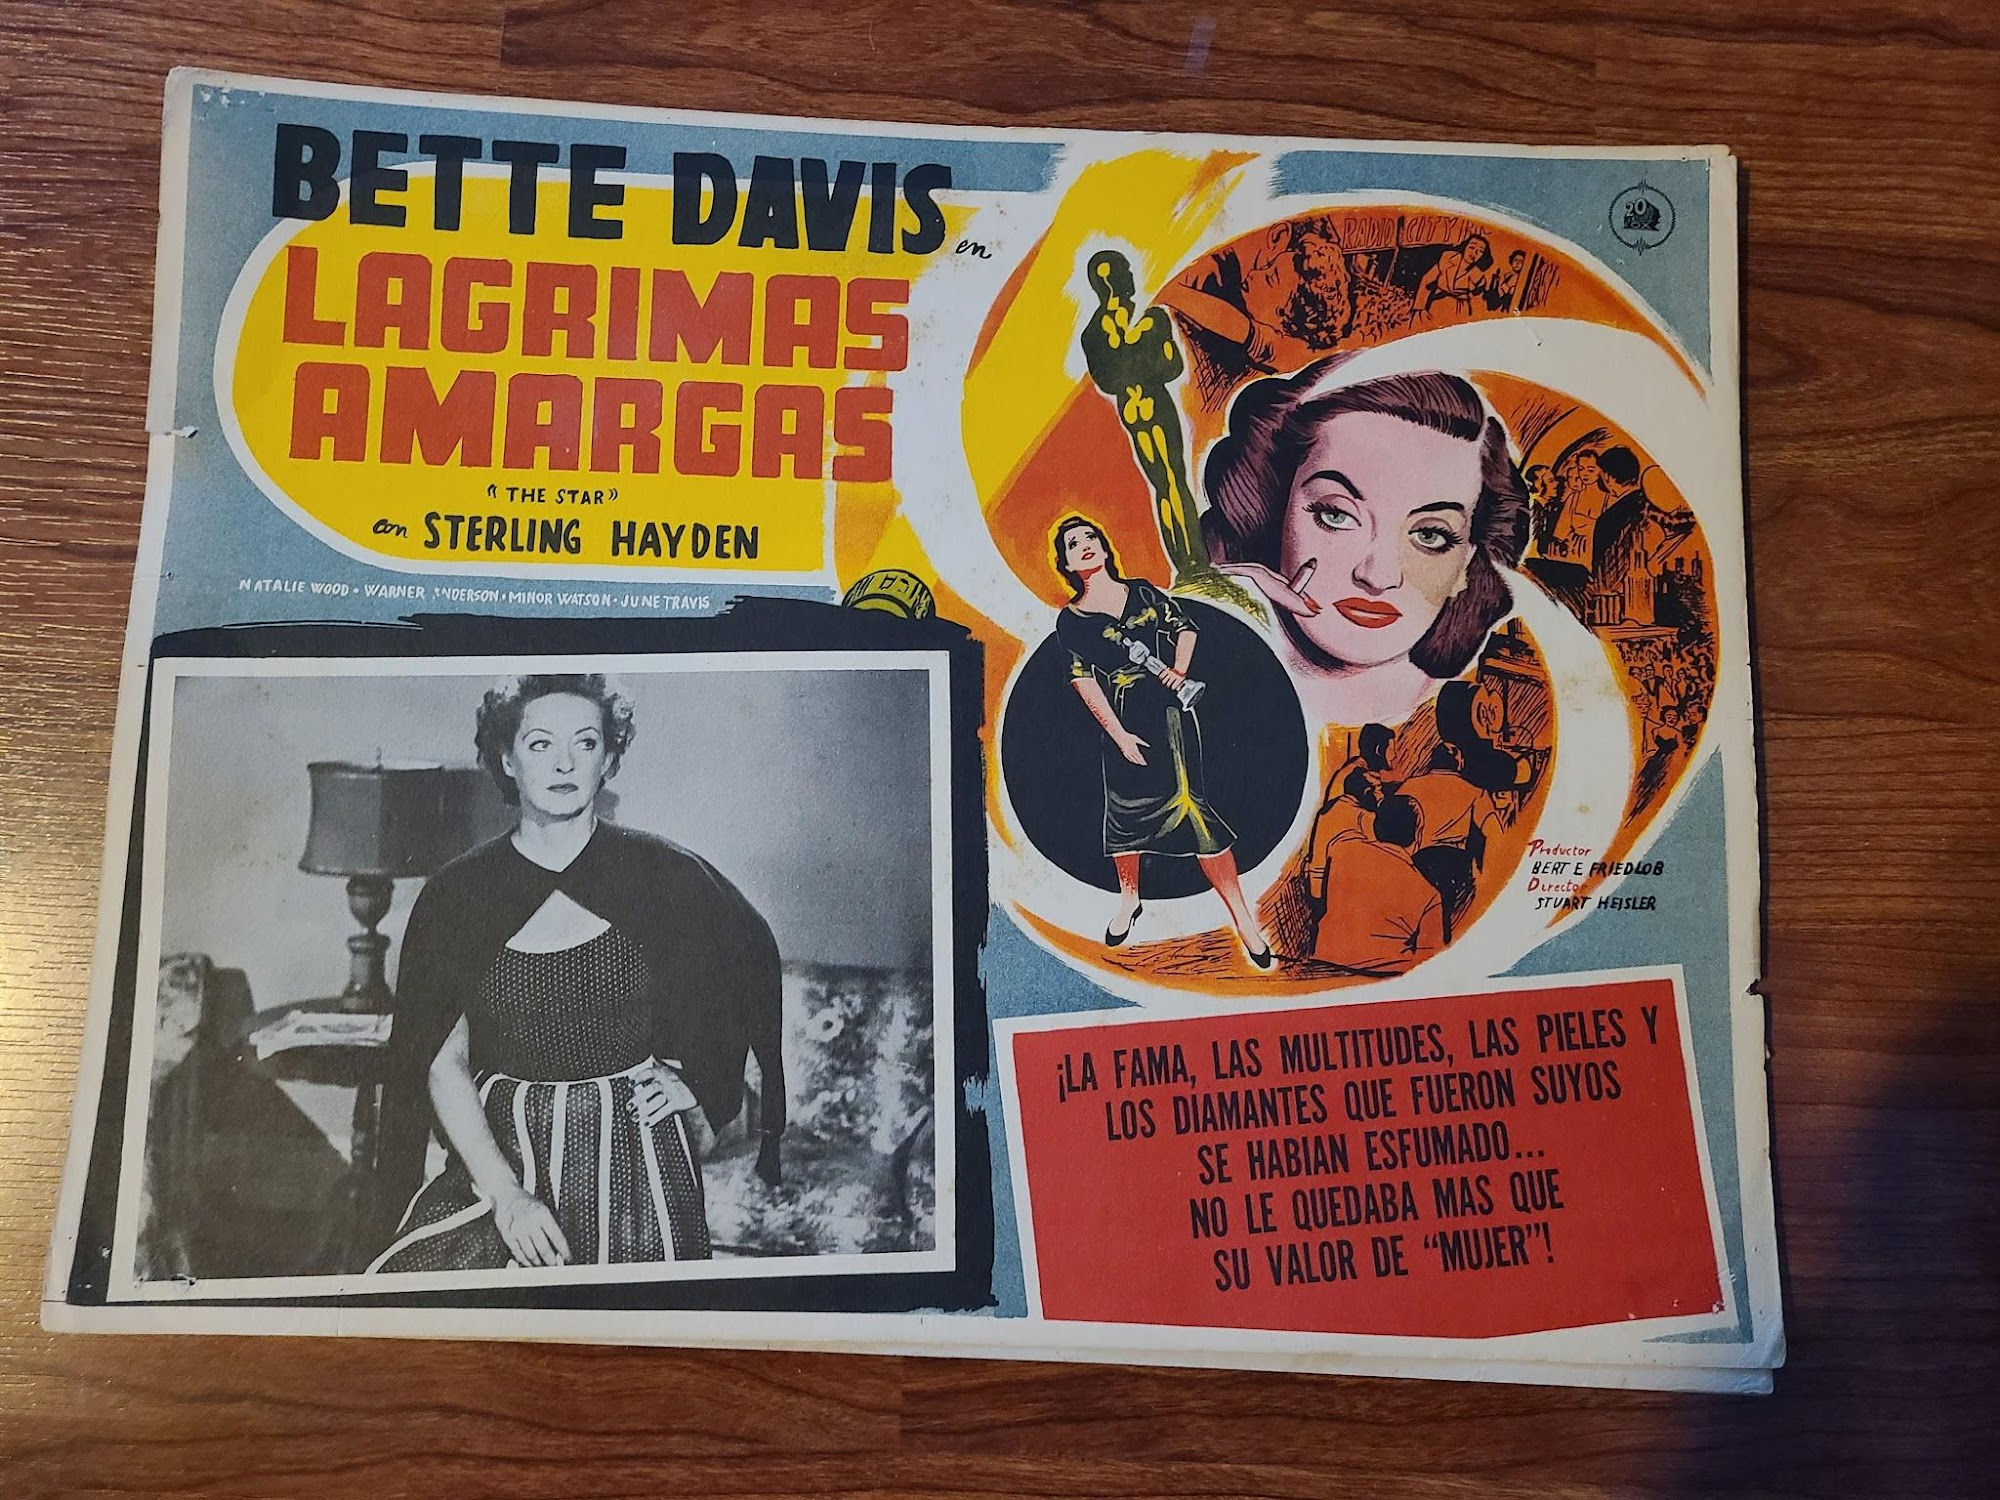 BETTE DAVIS
en
LAGRIMAS
AMARGAS
"THE STAR"
con STERLING HAYDEN
NATALIE WOOD • WARNER ANDERSON • MINOR WATSON • JUNE TRAVIS
20
FOX
RADIO CITY
Productor
BERT E FRIEDLOB
Director
STUART HEISLER
¡LA FAMA, LAS MULTITUDES, LAS PIELES Y
LOS DIAMANTES QUE FUERON SUYOS
SE HABIAN ESFUMADO...
NO LE QUEDABA MAS QUE
SU VALOR DE "MUJER"!